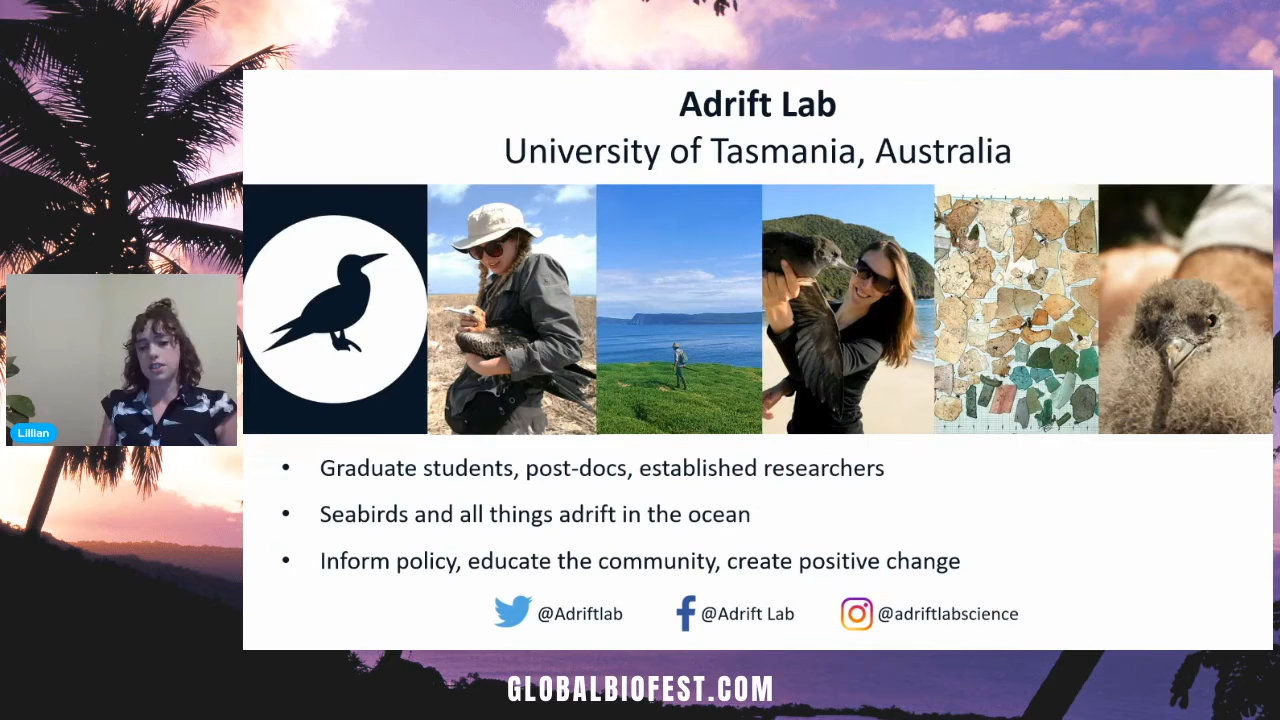 Adrift Lab
University of Tasmania, Australia
Lillian
• Graduate students, post-docs, established researchers
• Seabirds and all things adrift in the ocean
• Inform policy, educate the community, create positive change
@Adriftlab
@Adrift Lab
@adriftlabscience
GLOBALBIOFEST.COM